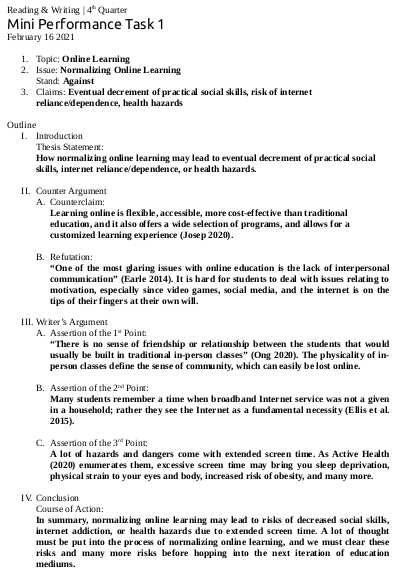 Reading & Writing | 4th Quarter
Mini Performance Task 1
February 16 2021
1. Topic: Online Learning
2. Issue: Normalizing Online Learning
Stand: Against
3. Claims: Eventual decrement of practical social skills, risk of internet
reliance/dependence, health hazards
Outline
I. Introduction
Thesis Statement:
How normalizing online learning may lead to eventual decrement of practical social
skills, internet reliance/dependence, or health hazards.
II. Counter Argument
A. Counterclaim:
Learning online is flexible, accessible, more cost-effective than traditional
education, and it also offers a wide selection of programs, and allows for a
customized learning experience (Josep 2020).
B. Refutation:
“One of the most glaring issues with online education is the lack of interpersonal
communication” (Earle 2014). It is hard for students to deal with issues relating to
motivation, especially since video games, social media, and the internet is on the
tips of their fingers at their own will.
III. Writer's Argument
A. Assertion of the 1st Point:
“There is no sense of friendship or relationship between the students that would
usually be built in traditional in-person classes” (Ong 2020). The physicality of in-
person classes define the sense of community, which can easily be lost online.
B. Assertion of the 2nd Point:
Many students remember a time when broadband Internet service was not a given
in a household; rather they see the Internet as a fundamental necessity (Ellis et al.
2015).
C. Assertion of the 3rd Point:
A lot of hazards and dangers come with extended screen time. As Active Health
(2020) enumerates them, excessive screen time may bring you sleep deprivation,
physical strain to your eyes and body, increased risk of obesity, and many more.
IV. Conclusion
Course of Action:
In summary, normalizing online learning may lead to risks of decreased social skills,
internet addiction, or health hazards due to extended screen time. A lot of thought
must be put into the process of normalizing online learning, and we must clear these
risks and many more risks before hopping into the next iteration of education
mediums.